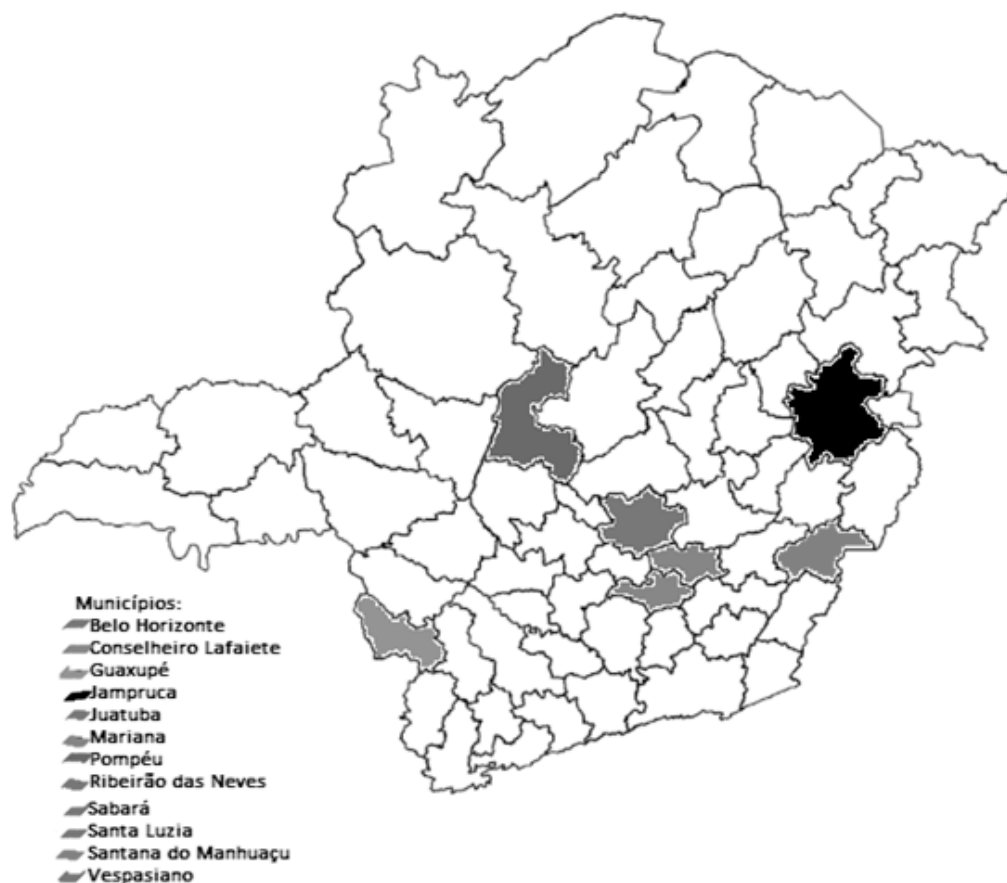 Municípios:
Belo Horizonte
Conselheiro Lafaiete
Guaxupé
Jampruca
Juatuba
Mariana
Pompéu
Ribeirão das Neves
Sabará
Santa Luzia
Santana do Manhuaçu
Vespasiano